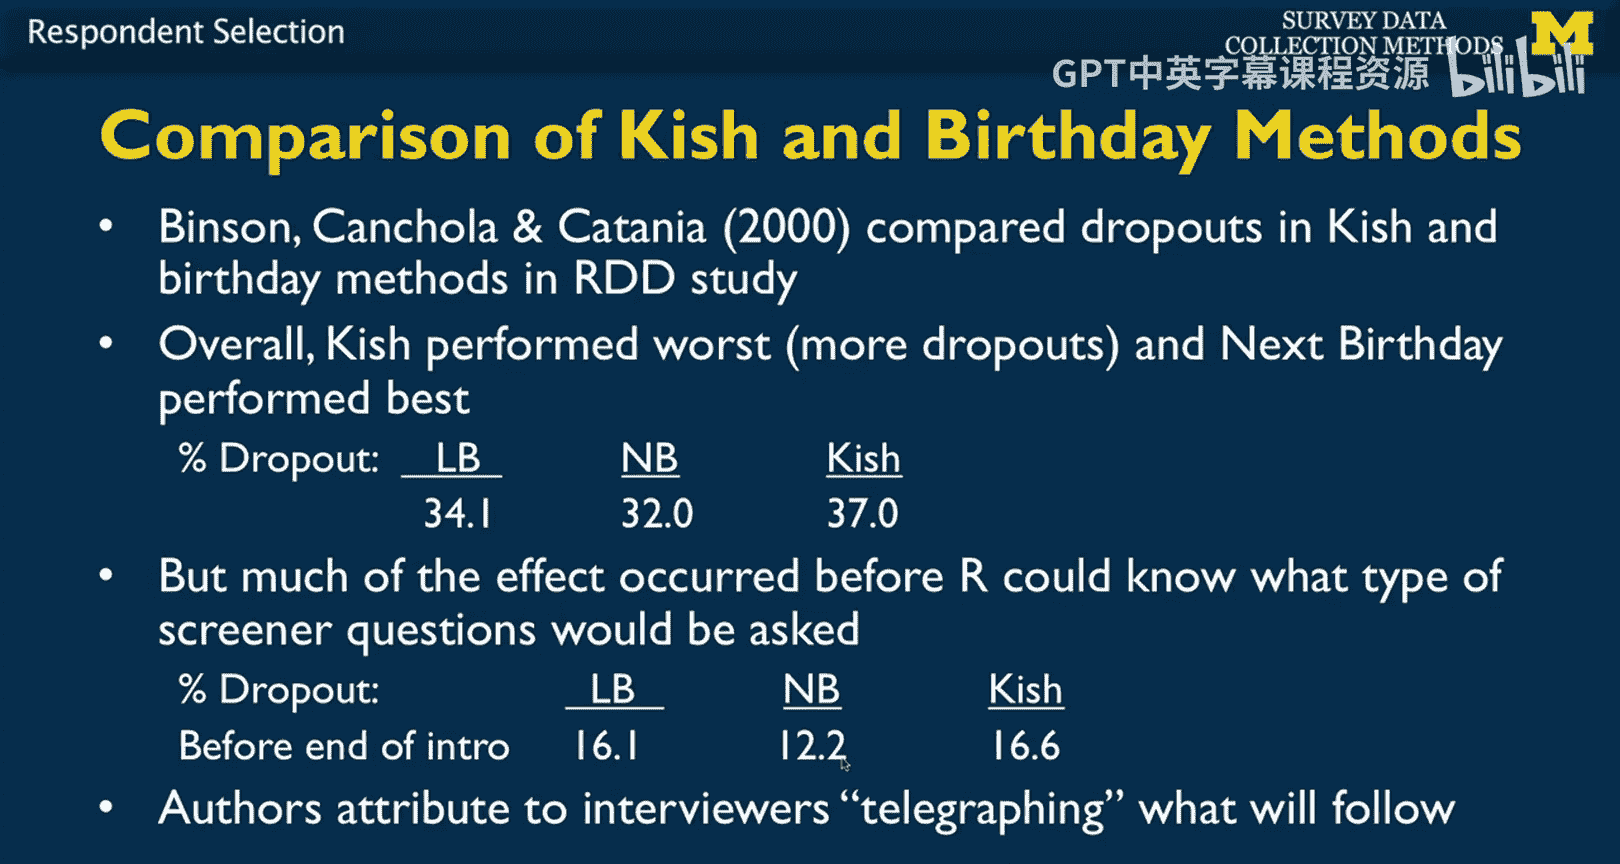 Respondent Selection
SURVEY DATA
COLLECTION METHODS
M
GPT中英字幕课程资源 bilibili
Comparison of Kish and Birthday Methods
• Binson, Canchola & Catania (2000) compared dropouts in Kish and
birthday methods in RDD study
• Overall, Kish performed worst (more dropouts) and Next Birthday
performed best
% Dropout: LB NB Kish
34.1 32.0 37.0
• But much of the effect occurred before R could know what type of
screener questions would be asked
% Dropout: LB NB Kish
Before end of intro 16.1 12.2 16.6
• Authors attribute to interviewers “telegraphing” what will follow